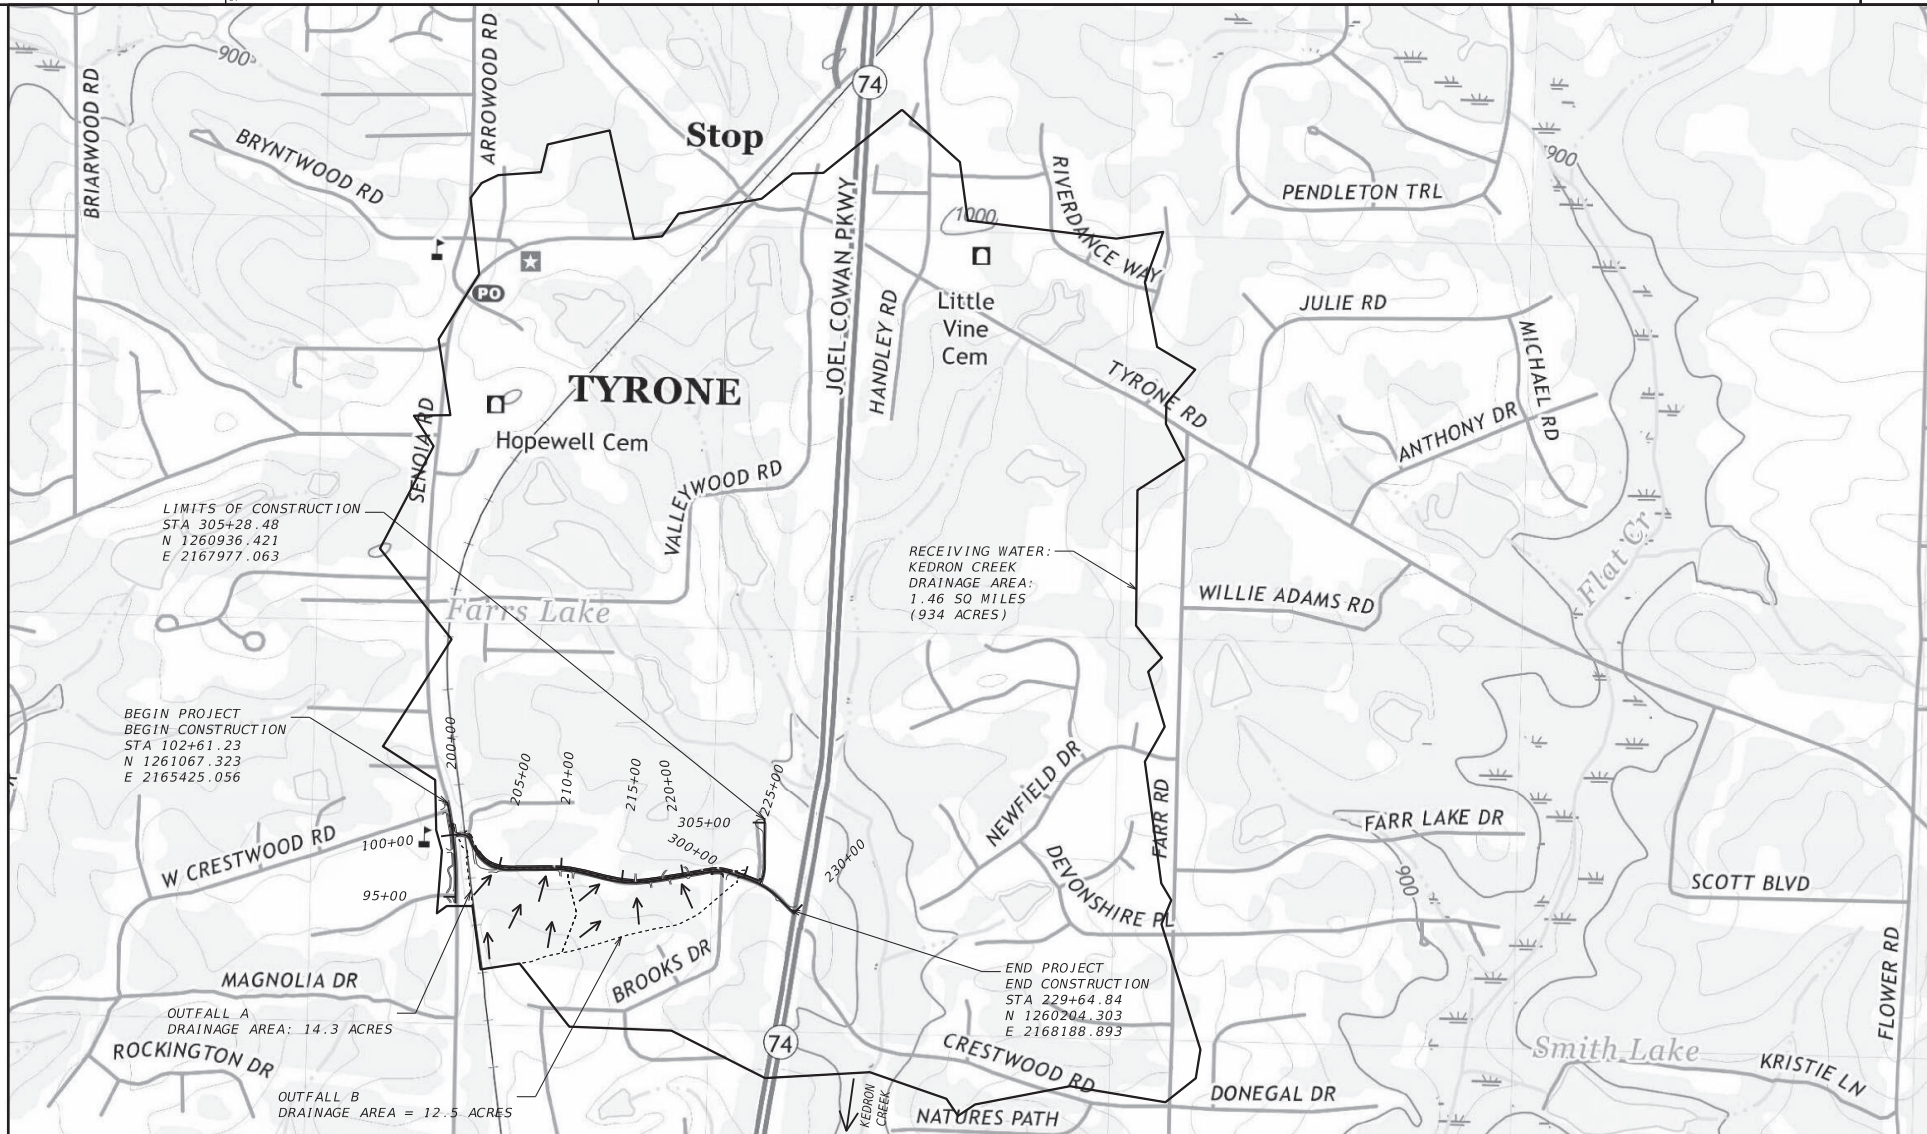 ARROWOOD RD
BRIARWOOD RD
900
74
Stop
BRYNTWOOD RD
900
PENDLETON TRL
RIVERDANCE WAY
1000
JOEL COWAN PKWY
HANDLEY RD
PO
Little
Vine
Cem
JULIE RD
MICHAEL RD
TYRONE
TYRONE RD
ANTHONY DR
SENOIA RD
Hopewell Cem
VALLEYWOOD RD
LIMITS OF CONSTRUCTION
STA 305+28.48
N 1260936.421
E 2167977.063
RECEIVING WATER:
KEDRON CREEK
DRAINAGE AREA:
1.46 SQ MILES
(934 ACRES)
Flat Cr
Farrs Lake
WILLIE ADAMS RD
BEGIN PROJECT
BEGIN CONSTRUCTION
STA 102+61.23
N 1261067.323
E 2165425.056
200+00
205+00
210+00
215+00
220+00
225+00
305+00
300+00
230+00
NEWFIELD DR
FARR RD
FARR LAKE DR
W CRESTWOOD RD
100+00
95+00
DEVONSHIRE PL
900
SCOTT BLVD
MAGNOLIA DR
BROOKS DR
END PROJECT
END CONSTRUCTION
STA 229+64.84
N 1260204.303
E 2168188.893
FLOWER RD
OUTFALL A
DRAINAGE AREA: 14.3 ACRES
ROCKINGTON DR
74
CRESTWOOD RD
Smith Lake
KRISTIE LN
OUTFALL B
DRAINAGE AREA = 12.5 ACRES
KEDRON
CREEK
NATURES PATH
DONEGAL DR